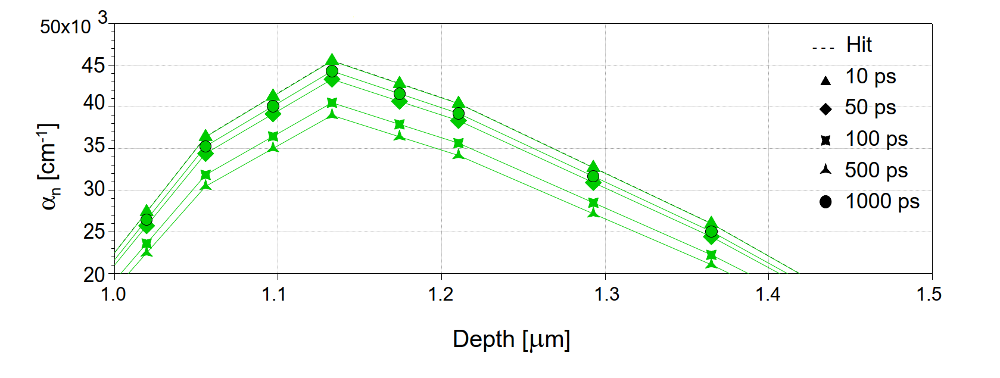 50x10 3
45
40
35
30
25
20
αn [cm-1]
1.0 1.1 1.2 1.3 1.4 1.5
Depth [μm]
Hit
10 ps
50 ps
100 ps
500 ps
1000 ps